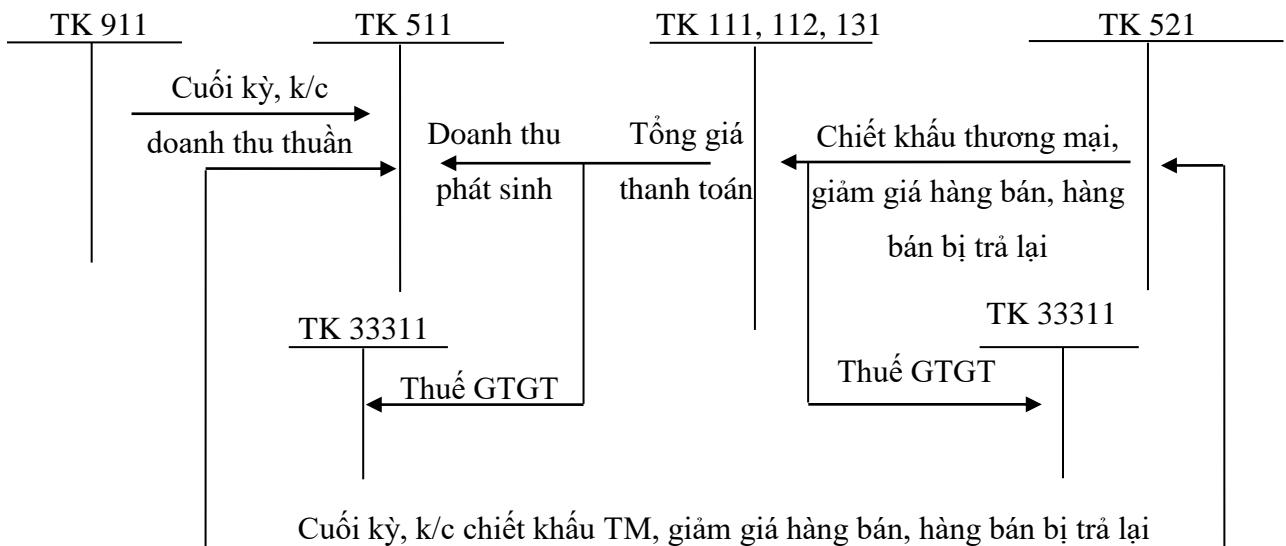 TK 911
TK 511
TK 111, 112, 131
TK 521
Cuối kỳ, k/c
doanh thu thuần
Doanh thu
phát sinh
Tổng giá
thanh toán
Chiết khấu thương mại,
giảm giá hàng bán, hàng
bán bị trả lại
TK 33311
TK 33311
Thuế GTGT
Thuế GTGT
Cuối kỳ, k/c chiết khấu TM, giảm giá hàng bán, hàng bán bị trả lại